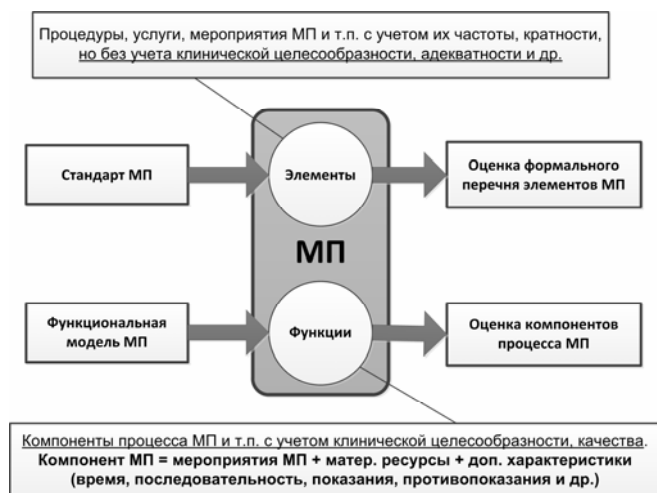 Процедуры, услуги, мероприятия МП и т.п. с учетом их частоты, кратности,
но без учета клинической целесообразности, адекватности и др.
Стандарт МП
Элементы
Оценка формального
перечня элементов МП
МП
Функциональная
модель МП
Функции
Оценка компонентов
процесса МП
Компоненты процесса МП и т.п. с учетом клинической целесообразности, качества.
Компонент МП = мероприятия МП + матер. ресурсы + доп. характеристики
(время, последовательность, показания, противопоказания и др.)